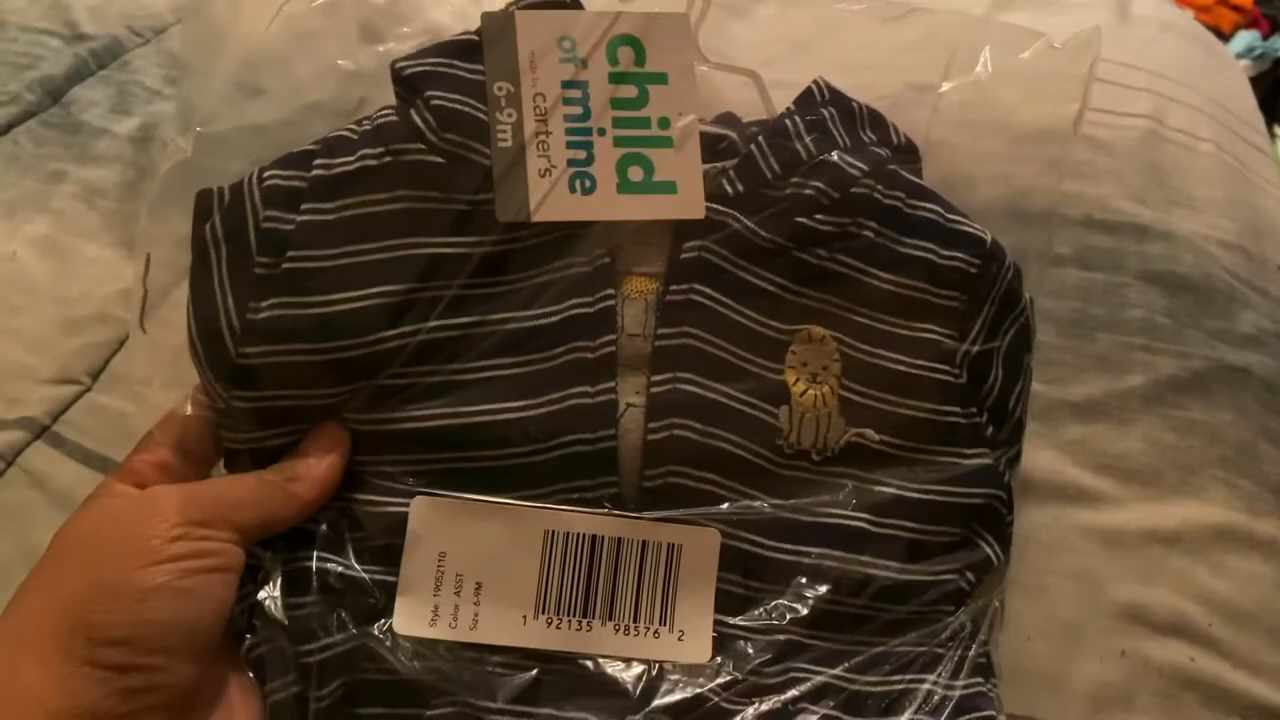 child
of mine
made by carter's
6-9m
Style: 19052110
Color: ASST
Size: 6-9M
1 92135 98576 2